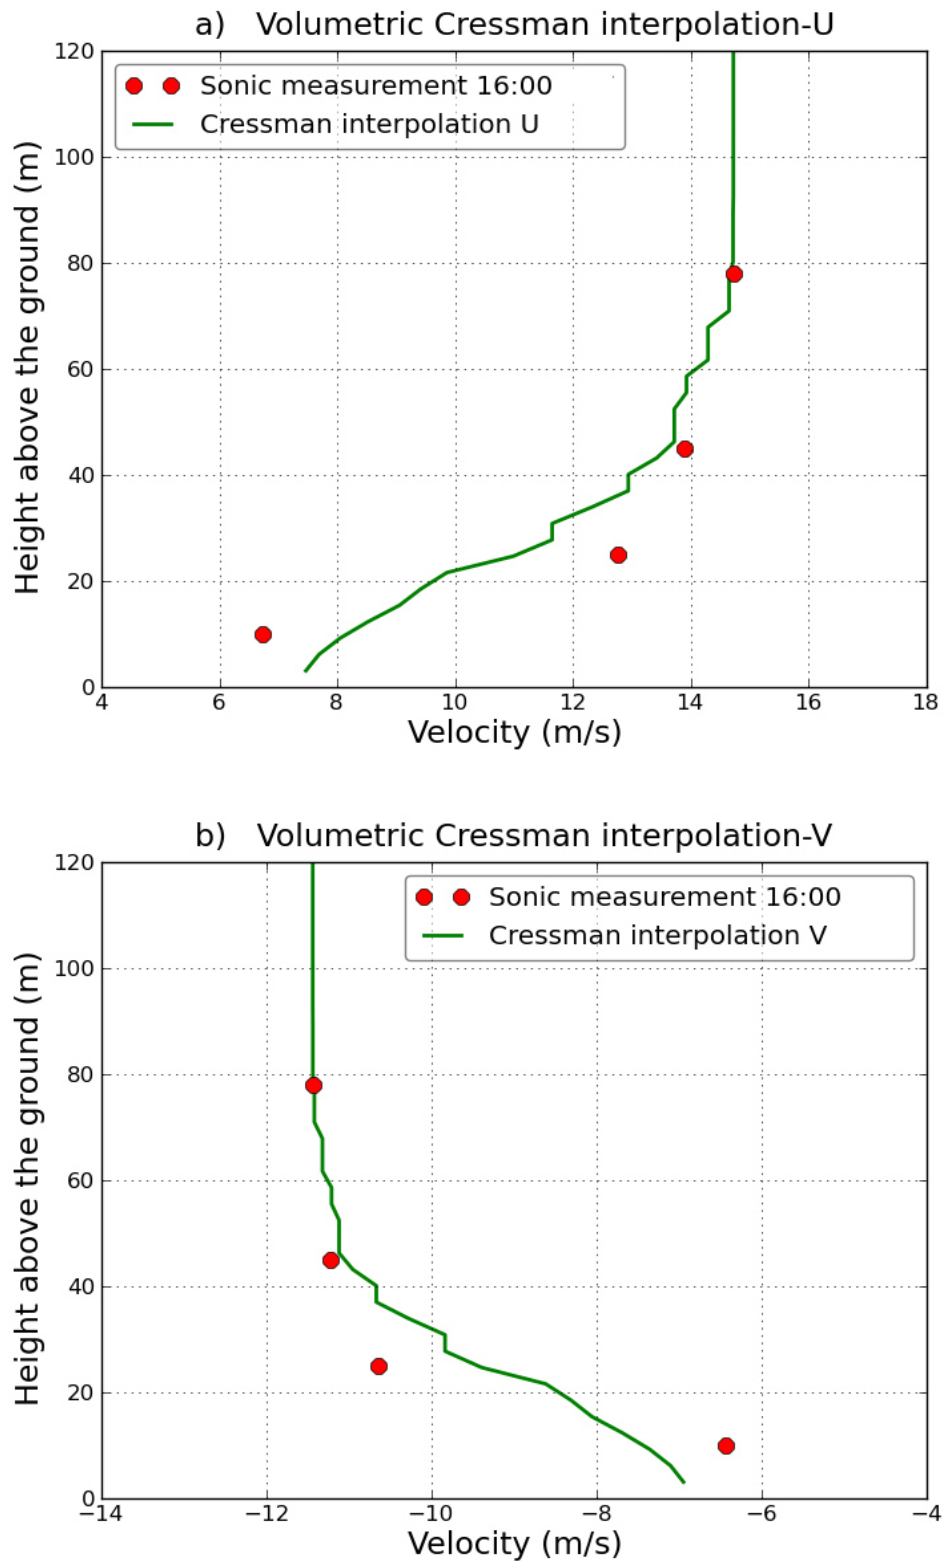 a) Volumetric Cressman interpolation-U
120
100
80
60
40
20
0
Sonic measurement 16:00
Cressman interpolation U
Height above the ground (m)
4 6 8 10 12 14 16 18
Velocity (m/s)
b) Volumetric Cressman interpolation-V
120
100
80
60
40
20
0
Sonic measurement 16:00
Cressman interpolation V
Height above the ground (m)
−14 −12 −10 −8 −6 −4
Velocity (m/s)